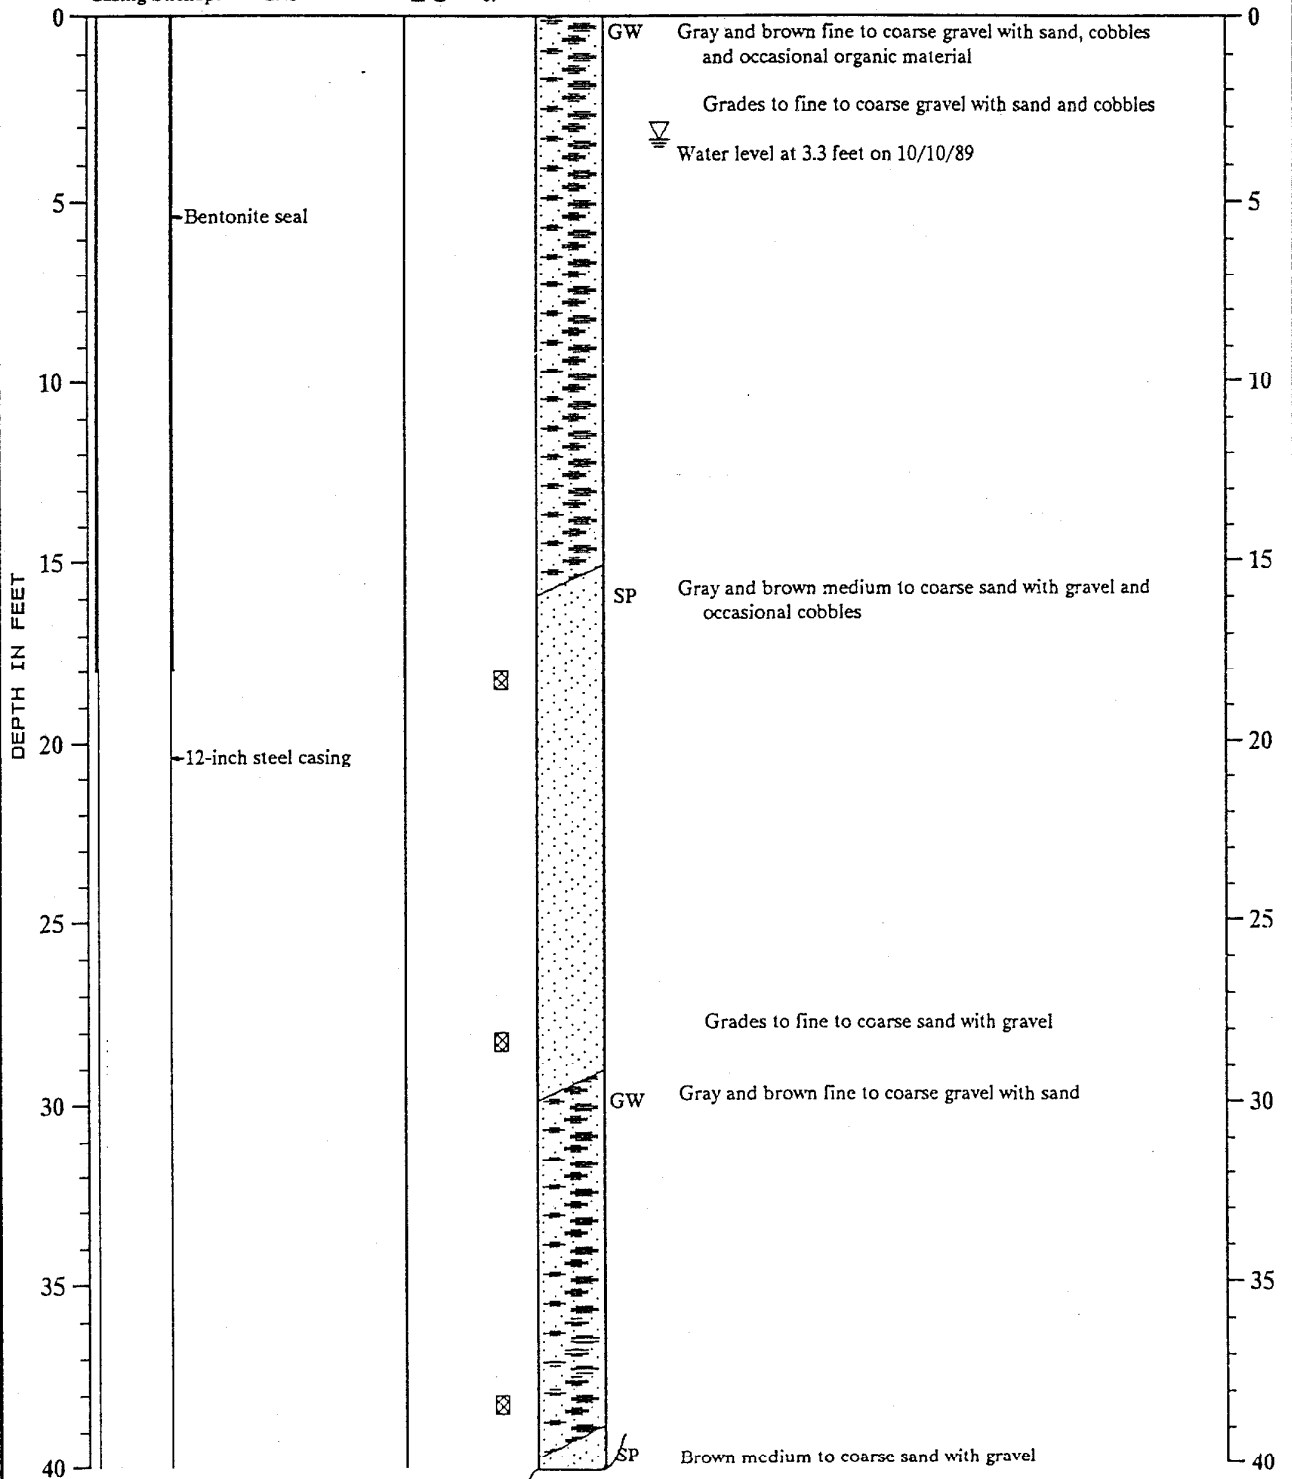 0 0
GW Gray and brown fine to coarse gravel with sand, cobbles
and occasional organic material
Grades to fine to coarse gravel with sand and cobbles
Water level at 3.3 feet on 10/10/89
5 Bentonite seal 5
10 10
15 15
SP Gray and brown medium to coarse sand with gravel and
occasional cobbles
DEPTH IN FEET
20 12-inch steel casing 20
25 25
Grades to fine to coarse sand with gravel
30 GW Gray and brown fine to coarse gravel with sand 30
35 35
40 SP Brown medium to coarse sand with gravel 40